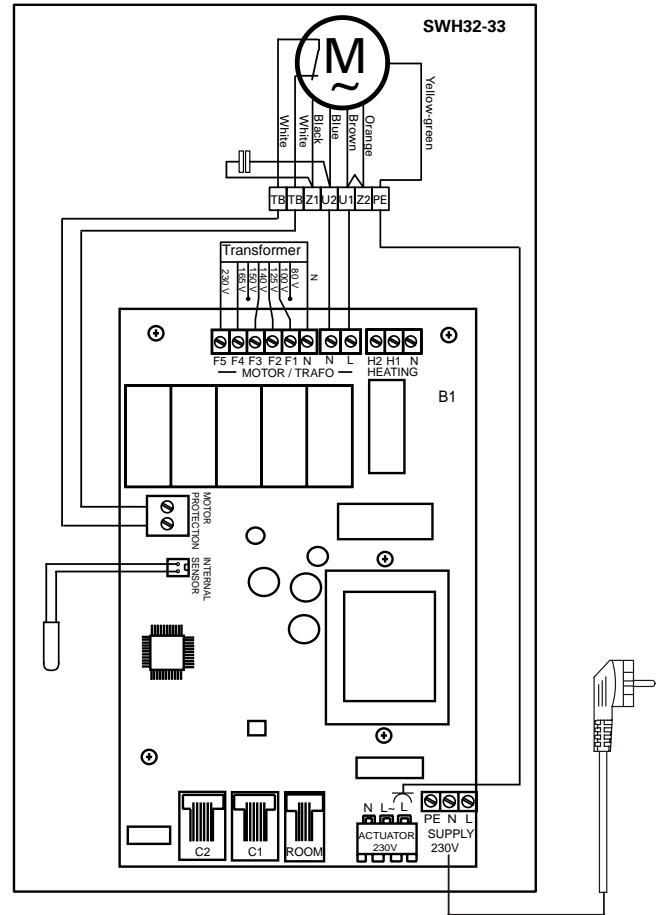 SWH32-33
M
~
White
White
Black
Blue
Brown
Orange
Yellow-green
TB TB Z1 U2 U1 Z2 PE
Transformer
230 V
165 V
150 V
140 V
125 V
100 V
80 V
N
F5 F4 F3 F2 F1 N N L
MOTOR / TRAFO
H2 H1 N
HEATING
B1
MOTOR
PROTECTION
INTERNAL
SENSOR
N L~ L
ACTUATOR
230V
PE N L
SUPPLY
230V
C2
C1
ROOM